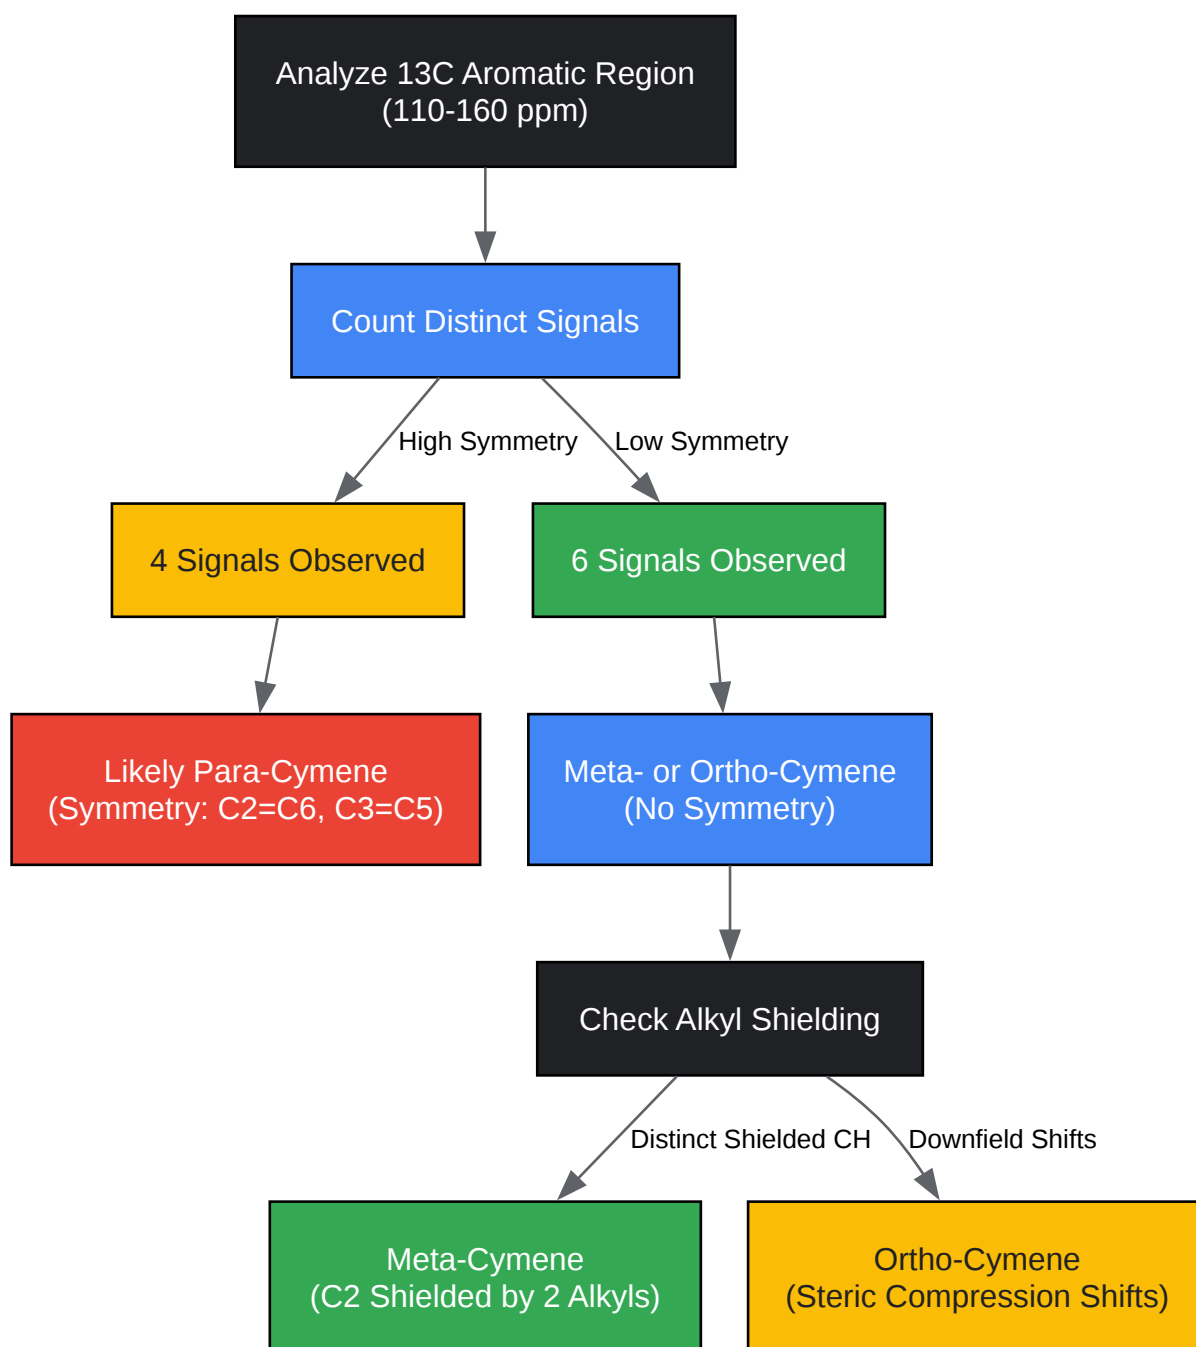 Analyze 13C Aromatic Region
(110-160 ppm)
Count Distinct Signals
High Symmetry
Low Symmetry
4 Signals Observed
6 Signals Observed
Likely Para-Cymene
(Symmetry: C2=C6, C3=C5)
Meta- or Ortho-Cymene
(No Symmetry)
Check Alkyl Shielding
Distinct Shielded CH
Downfield Shifts
Meta-Cymene
(C2 Shielded by 2 Alkyls)
Ortho-Cymene
(Steric Compression Shifts)